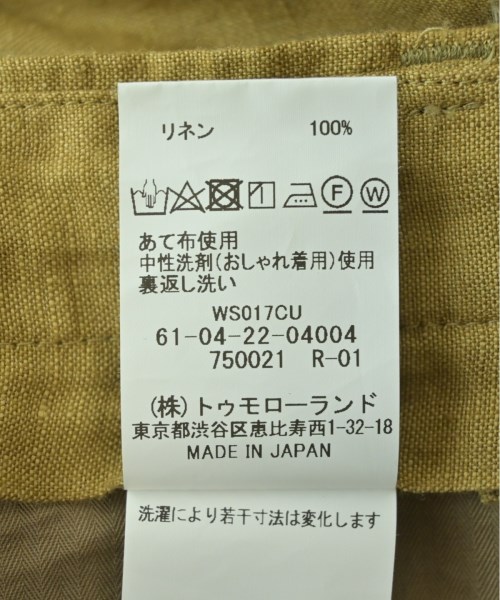 リネン 100%
F W
あて布使用
中性洗剤(おしゃれ着用)使用
裏返し洗い
WS017CU
61-04-22-04004
750021 R-01
(株)トゥモローランド
東京都渋谷区恵比寿西1-32-18
MADE IN JAPAN
洗濯により若干寸法は変化します